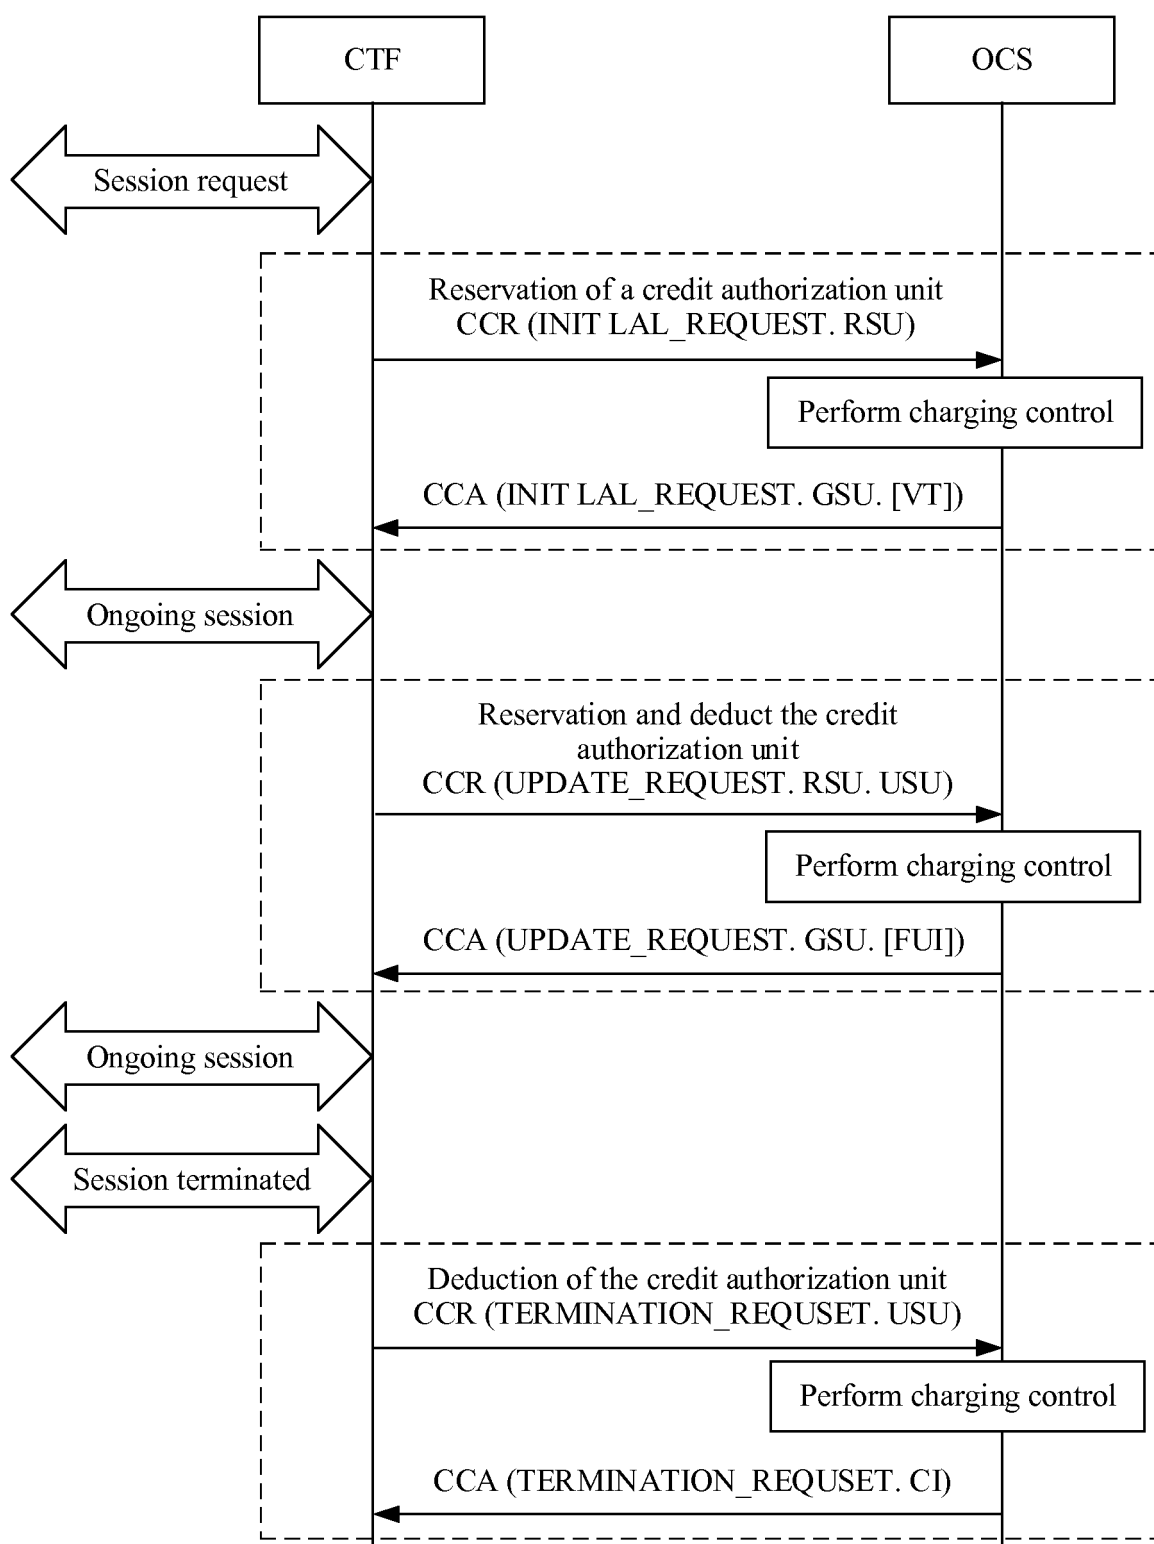 CTF
OCS
Session request
Reservation of a credit authorization unit
CCR (INIT LAL_REQUEST. RSU)
Perform charging control
CCA (INIT LAL_REQUEST. GSU. [VT])
Ongoing session
Reservation and deduct the credit
authorization unit
CCR (UPDATE_REQUEST. RSU. USU)
Perform charging control
CCA (UPDATE_REQUEST. GSU. [FUI])
Ongoing session
Session terminated
Deduction of the credit authorization unit
CCR (TERMINATION_REQUSET. USU)
Perform charging control
CCA (TERMINATION_REQUSET. CI)